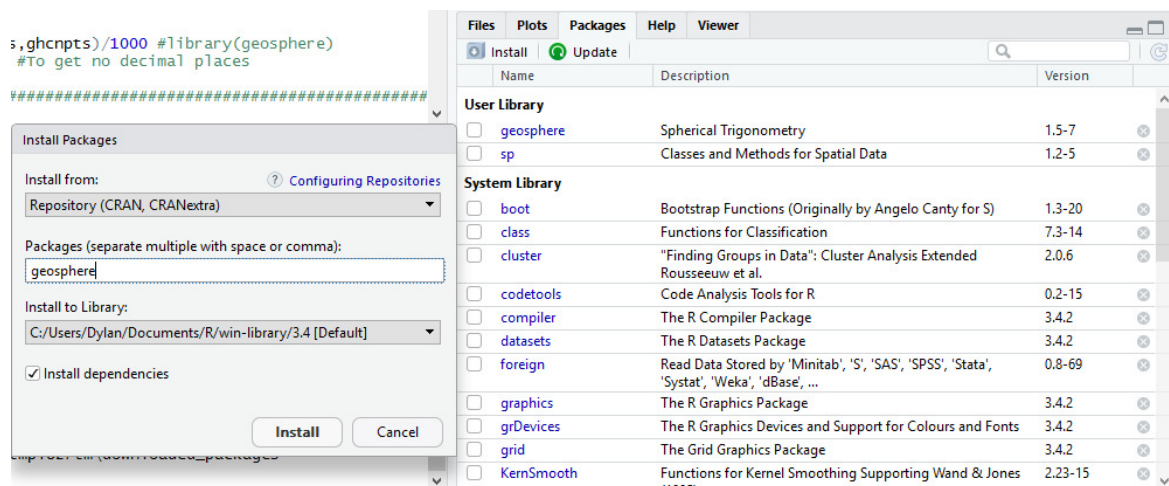 s,ghcnpts)/1000 #library(geosphere)
#To get no decimal places
################################################
Install Packages
Install from:
? Configuring Repositories
Repository (CRAN, CRANextra)
Packages (separate multiple with space or comma):
geosphere
Install to Library:
C:/Users/Dylan/Documents/R/win-library/3.4 [Default]
Install dependencies
Install Cancel
Files Plots Packages Help Viewer
Install Update
Name Description Version
User Library
geosphere Spherical Trigonometry 1.5-7
sp Classes and Methods for Spatial Data 1.2-5
System Library
boot Bootstrap Functions (Originally by Angelo Canty for S) 1.3-20
class Functions for Classification 7.3-14
cluster "Finding Groups in Data": Cluster Analysis Extended 2.0.6
Rousseeuw et al.
codetools Code Analysis Tools for R 0.2-15
compiler The R Compiler Package 3.4.2
datasets The R Datasets Package 3.4.2
foreign Read Data Stored by 'Minitab', 'S', 'SAS', 'SPSS', 'Stata', 0.8-69
'Systat', 'Weka', 'dBase', ...
graphics The R Graphics Package 3.4.2
grDevices The R Graphics Devices and Support for Colours and Fonts 3.4.2
grid The Grid Graphics Package 3.4.2
KernSmooth Functions for Kernel Smoothing Supporting Wand & Jones 2.23-15